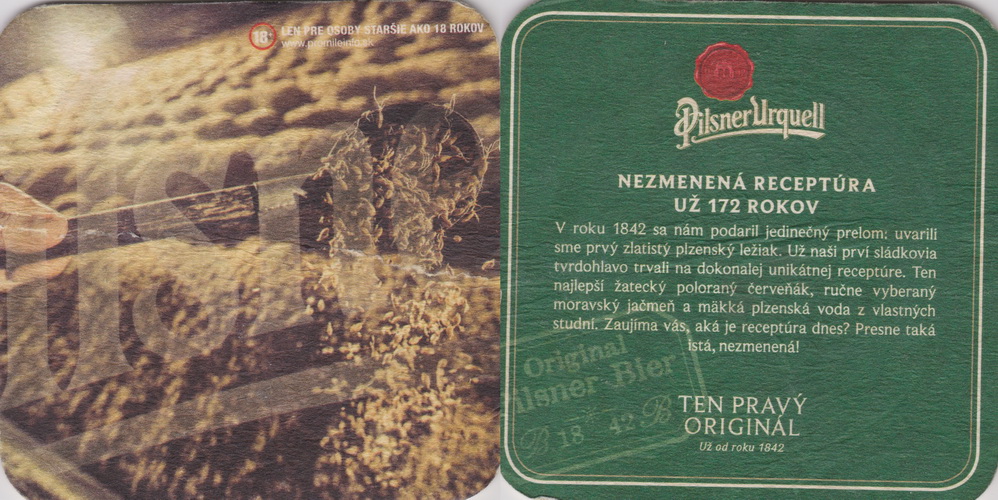 18+ LEN PRE OSOBY STARŠIE AKO 18 ROKOV
www.promileinfo.sk
Pilsner Urquell
NEZMENENÁ RECEPTÚRA
UŽ 172 ROKOV
V roku 1842 sa nám podaril jedinečný prelom: uvarili
sme prvý zlatistý plzenský ležiak. Už naši prví sládkovia
tvrdohlavo trvali na dokonalej unikátnej receptúre. Ten
najlepší žatecký poloraný červeňák, ručne vyberaný
moravský jačmeň a mäkká plzenská voda z vlastných
studní. Zaujíma vás, aká je receptúra dnes? Presne taká
istá, nezmenená!
Original
Pilsner Bier
B 18 42 B
TEN PRAVÝ
ORIGINÁL
Už od roku 1842